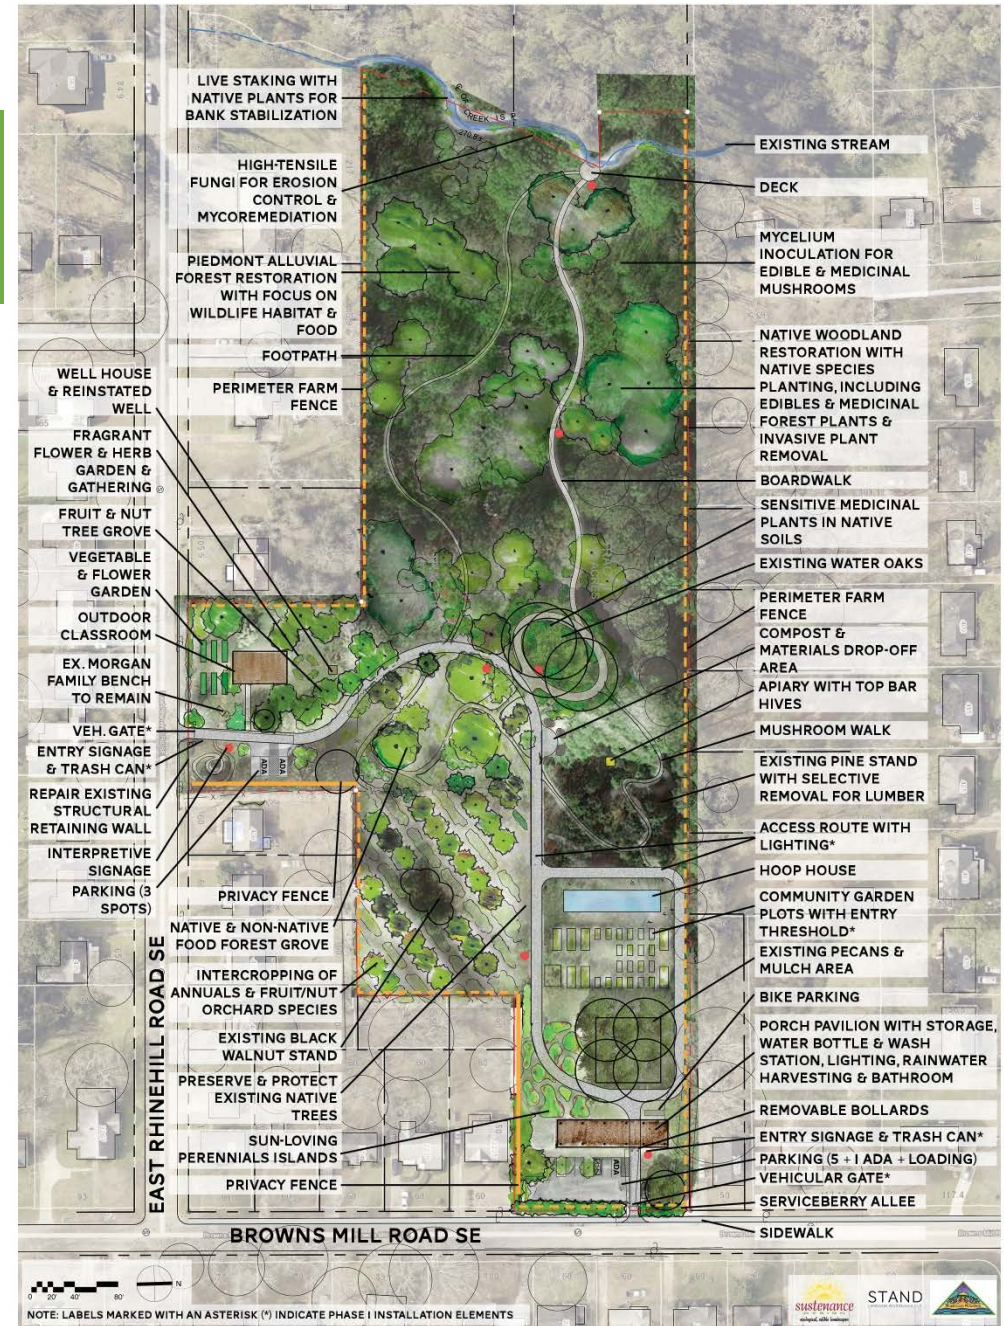 LIVE STAKING WITH
NATIVE PLANTS FOR
BANK STABILIZATION
HIGH-TENSILE
FUNGI FOR EROSION
CONTROL &
MYCOREMEDIATION
PIEDMONT ALLUVIAL
FOREST RESTORATION
WITH FOCUS ON
WILDLIFE HABITAT &
FOOD
FOOTPATH
PERIMETER FARM
FENCE
WELL HOUSE
& REINSTATED
WELL
FRAGRANT
FLOWER & HERB
GARDEN &
GATHERING
FRUIT & NUT
TREE GROVE
VEGETABLE
& FLOWER
GARDEN
OUTDOOR
CLASSROOM
EX. MORGAN
FAMILY BENCH
TO REMAIN
VEH. GATE*
ENTRY SIGNAGE
& TRASH CAN*
REPAIR EXISTING
STRUCTURAL
RETAINING WALL
INTERPRETIVE
SIGNAGE
PARKING (3
SPOTS)
PRIVACY FENCE
NATIVE & NON-NATIVE
FOOD FOREST GROVE
INTERCROPPING OF
ANNUALS & FRUIT/NUT
ORCHARD SPECIES
EXISTING BLACK
WALNUT STAND
PRESERVE & PROTECT
EXISTING NATIVE
TREES
SUN-LOVING
PERENNIALS ISLANDS
PRIVACY FENCE
EXISTING STREAM
DECK
MYCELIUM
INOCULATION FOR
EDIBLE & MEDICINAL
MUSHROOMS
NATIVE WOODLAND
RESTORATION WITH
NATIVE SPECIES
PLANTING, INCLUDING
EDIBLES & MEDICINAL
FOREST PLANTS &
INVASIVE PLANT
REMOVAL
BOARDWALK
SENSITIVE MEDICINAL
PLANTS IN NATIVE
SOILS
EXISTING WATER OAKS
PERIMETER FARM
FENCE
COMPOST &
MATERIALS DROP-OFF
AREA
APIARY WITH TOP BAR
HIVES
MUSHROOM WALK
EXISTING PINE STAND
WITH SELECTIVE
REMOVAL FOR LUMBER
ACCESS ROUTE WITH
LIGHTING*
HOOP HOUSE
COMMUNITY GARDEN
PLOTS WITH ENTRY
THRESHOLD*
EXISTING PECANS &
MULCH AREA
BIKE PARKING
PORCH PAVILION WITH STORAGE,
WATER BOTTLE & WASH
STATION, LIGHTING, RAINWATER
HARVESTING & BATHROOM
REMOVABLE BOLLARDS
ENTRY SIGNAGE & TRASH CAN*
PARKING (5 + 1 ADA + LOADING)
VEHICULAR GATE*
SERVICEBERRY ALLEE
SIDEWALK
ADA
ADA
ADA
EAST RHINEHILL ROAD SE
BROWNS MILL ROAD SE
0 20' 40' 80'
N
NOTE: LABELS MARKED WITH AN ASTERISK (*) INDICATE PHASE I INSTALLATION ELEMENTS
sustenance
STAND